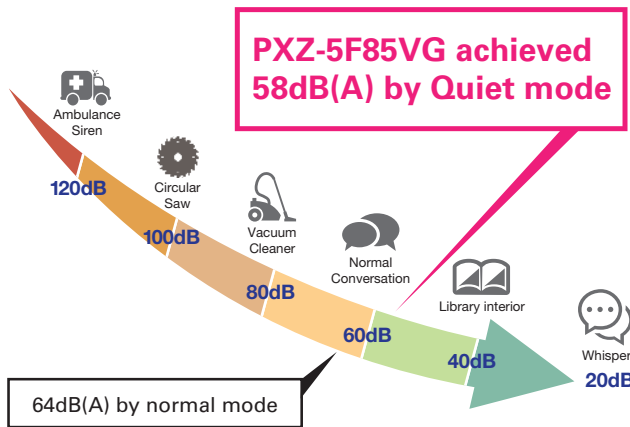 PXZ-5F85VG achieved
58dB(A) by Quiet mode
Ambulance
Siren
120dB
Circular
Saw
100dB
Vacuum
Cleaner
80dB
Normal
Conversation
60dB
Library interior
40dB
Whisper
20dB
64dB(A) by normal mode